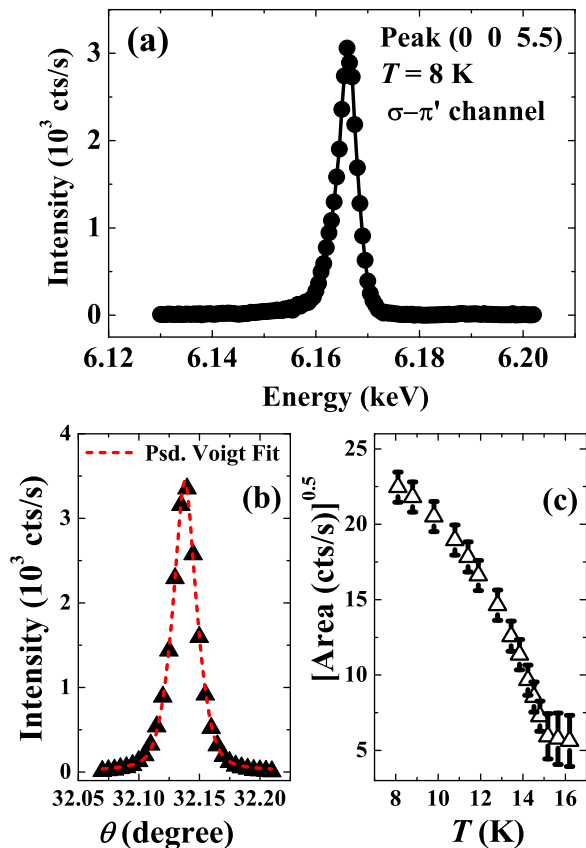 (a)
Peak (0 0 5.5)
T = 8 K
σ−π' channel
Intensity (10³ cts/s)
3
2
1
0
6.12 6.14 6.16 6.18 6.20
Energy (keV)
Psd. Voigt Fit
(b)
Intensity (10³ cts/s)
4
3
2
1
0
32.05 32.10 32.15 32.20
θ (degree)
(c)
[Area (cts/s)]^0.5
25
20
15
10
5
8 10 12 14 16
T (K)